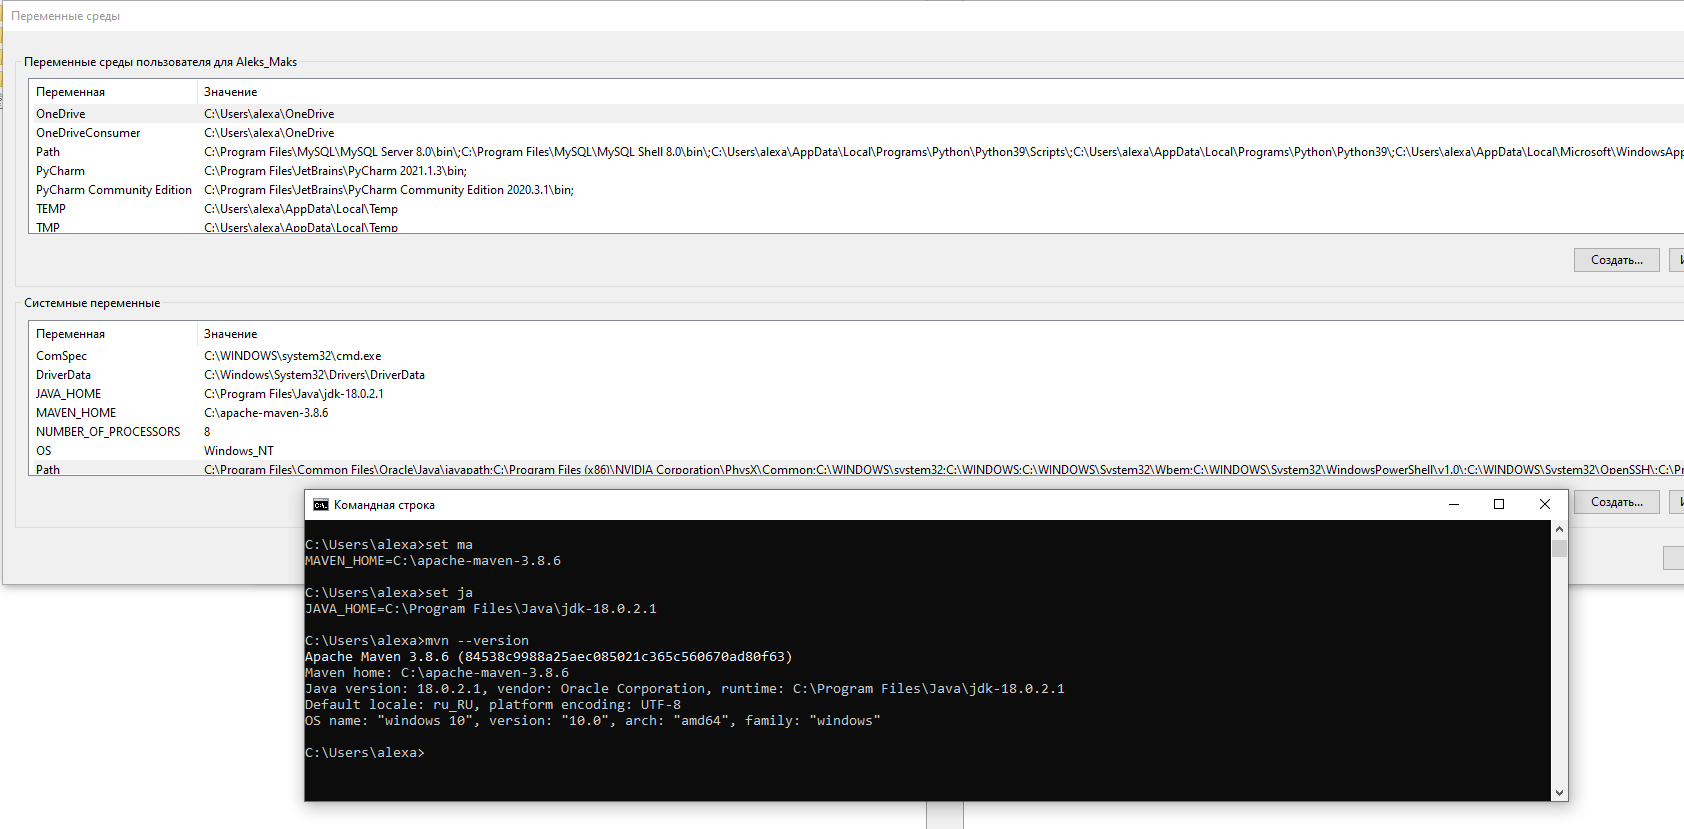 Переменные среды
Переменные среды пользователя для Aleks_Maks
Переменная Значение
OneDrive C:\Users\alexa\OneDrive
OneDriveConsumer C:\Users\alexa\OneDrive
Path C:\Program Files\MySQL\MySQL Server 8.0\bin\;C:\Program Files\MySQL\MySQL Shell 8.0\bin\;C:\Users\alexa\AppData\Local\Programs\Python\Python39\Scripts\;C:\Users\alexa\AppData\Local\Programs\Python\Python39\;C:\Users\alexa\AppData\Local\Microsoft\WindowsApp
PyCharm C:\Program Files\JetBrains\PyCharm 2021.1.3\bin;
PyCharm Community Edition C:\Program Files\JetBrains\PyCharm Community Edition 2020.3.1\bin;
TEMP C:\Users\alexa\AppData\Local\Temp
TMP C:\Users\alexa\AppData\Local\Temp
Создать...
Системные переменные
Переменная Значение
ComSpec C:\WINDOWS\system32\cmd.exe
DriverData C:\Windows\System32\Drivers\DriverData
JAVA_HOME C:\Program Files\Java\jdk-18.0.2.1
MAVEN_HOME C:\apache-maven-3.8.6
NUMBER_OF_PROCESSORS 8
OS Windows_NT
Path C:\Program Files\Common Files\Oracle\Java\javapath;C:\Program Files (x86)\NVIDIA Corporation\PhysX\Common;C:\WINDOWS\system32;C:\WINDOWS;C:\WINDOWS\System32\Wbem;C:\WINDOWS\System32\WindowsPowerShell\v1.0\;C:\WINDOWS\System32\OpenSSH\;C:\Pr
Создать...
Командная строка
C:\Users\alexa>set ma
MAVEN_HOME=C:\apache-maven-3.8.6
C:\Users\alexa>set ja
JAVA_HOME=C:\Program Files\Java\jdk-18.0.2.1
C:\Users\alexa>mvn --version
Apache Maven 3.8.6 (84538c9988a25aec085021c365c560670ad80f63)
Maven home: C:\apache-maven-3.8.6
Java version: 18.0.2.1, vendor: Oracle Corporation, runtime: C:\Program Files\Java\jdk-18.0.2.1
Default locale: ru_RU, platform encoding: UTF-8
OS name: "windows 10", version: "10.0", arch: "amd64", family: "windows"
C:\Users\alexa>